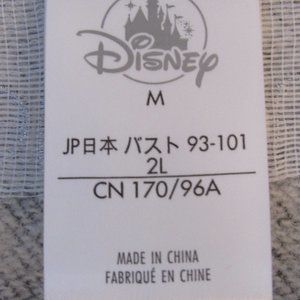 DISNEY
M
JP日本 バスト 93-101
2L
CN 170/96A
MADE IN CHINA
FABRIQUÉ EN CHINE